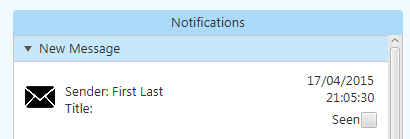 Notifications
New Message
Sender: First Last
Title:
17/04/2015
21:05:30
Seen